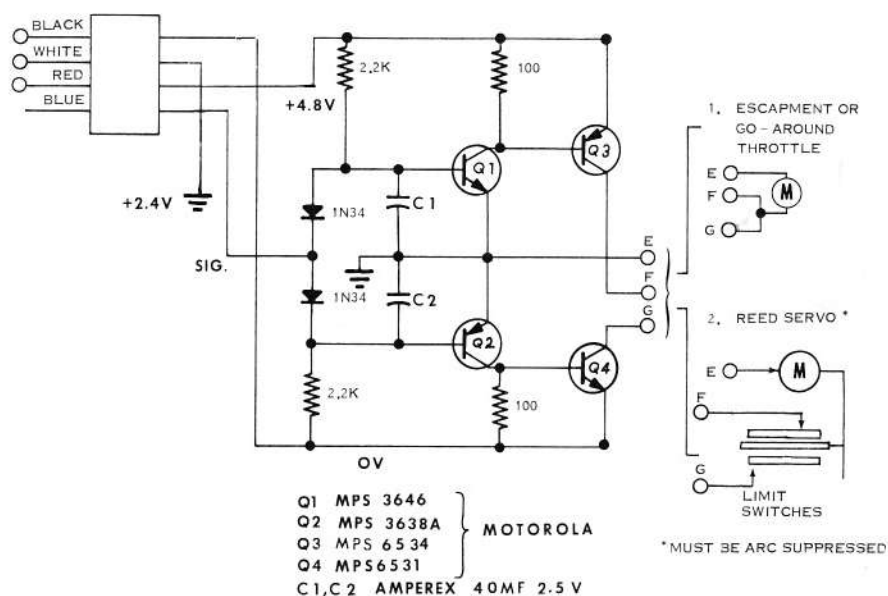 BLACK
WHITE
RED
BLUE
+4.8V
+2.4V
SIG.
2.2K
100
1N34
1N34
C1
C2
Q1
Q3
Q2
Q4
2.2K
100
0V
E
F
G
1. ESCAPMENT OR
GO-AROUND
THROTTLE
E
F
G
M
2. REED SERVO *
E
M
F
G
LIMIT
SWITCHES
*MUST BE ARC SUPPRESSED
Q1 MPS 3646
Q2 MPS 3638A
Q3 MPS 6534
Q4 MPS6531
MOTOROLA
C1,C2 AMPEREX 40MF 2.5 V